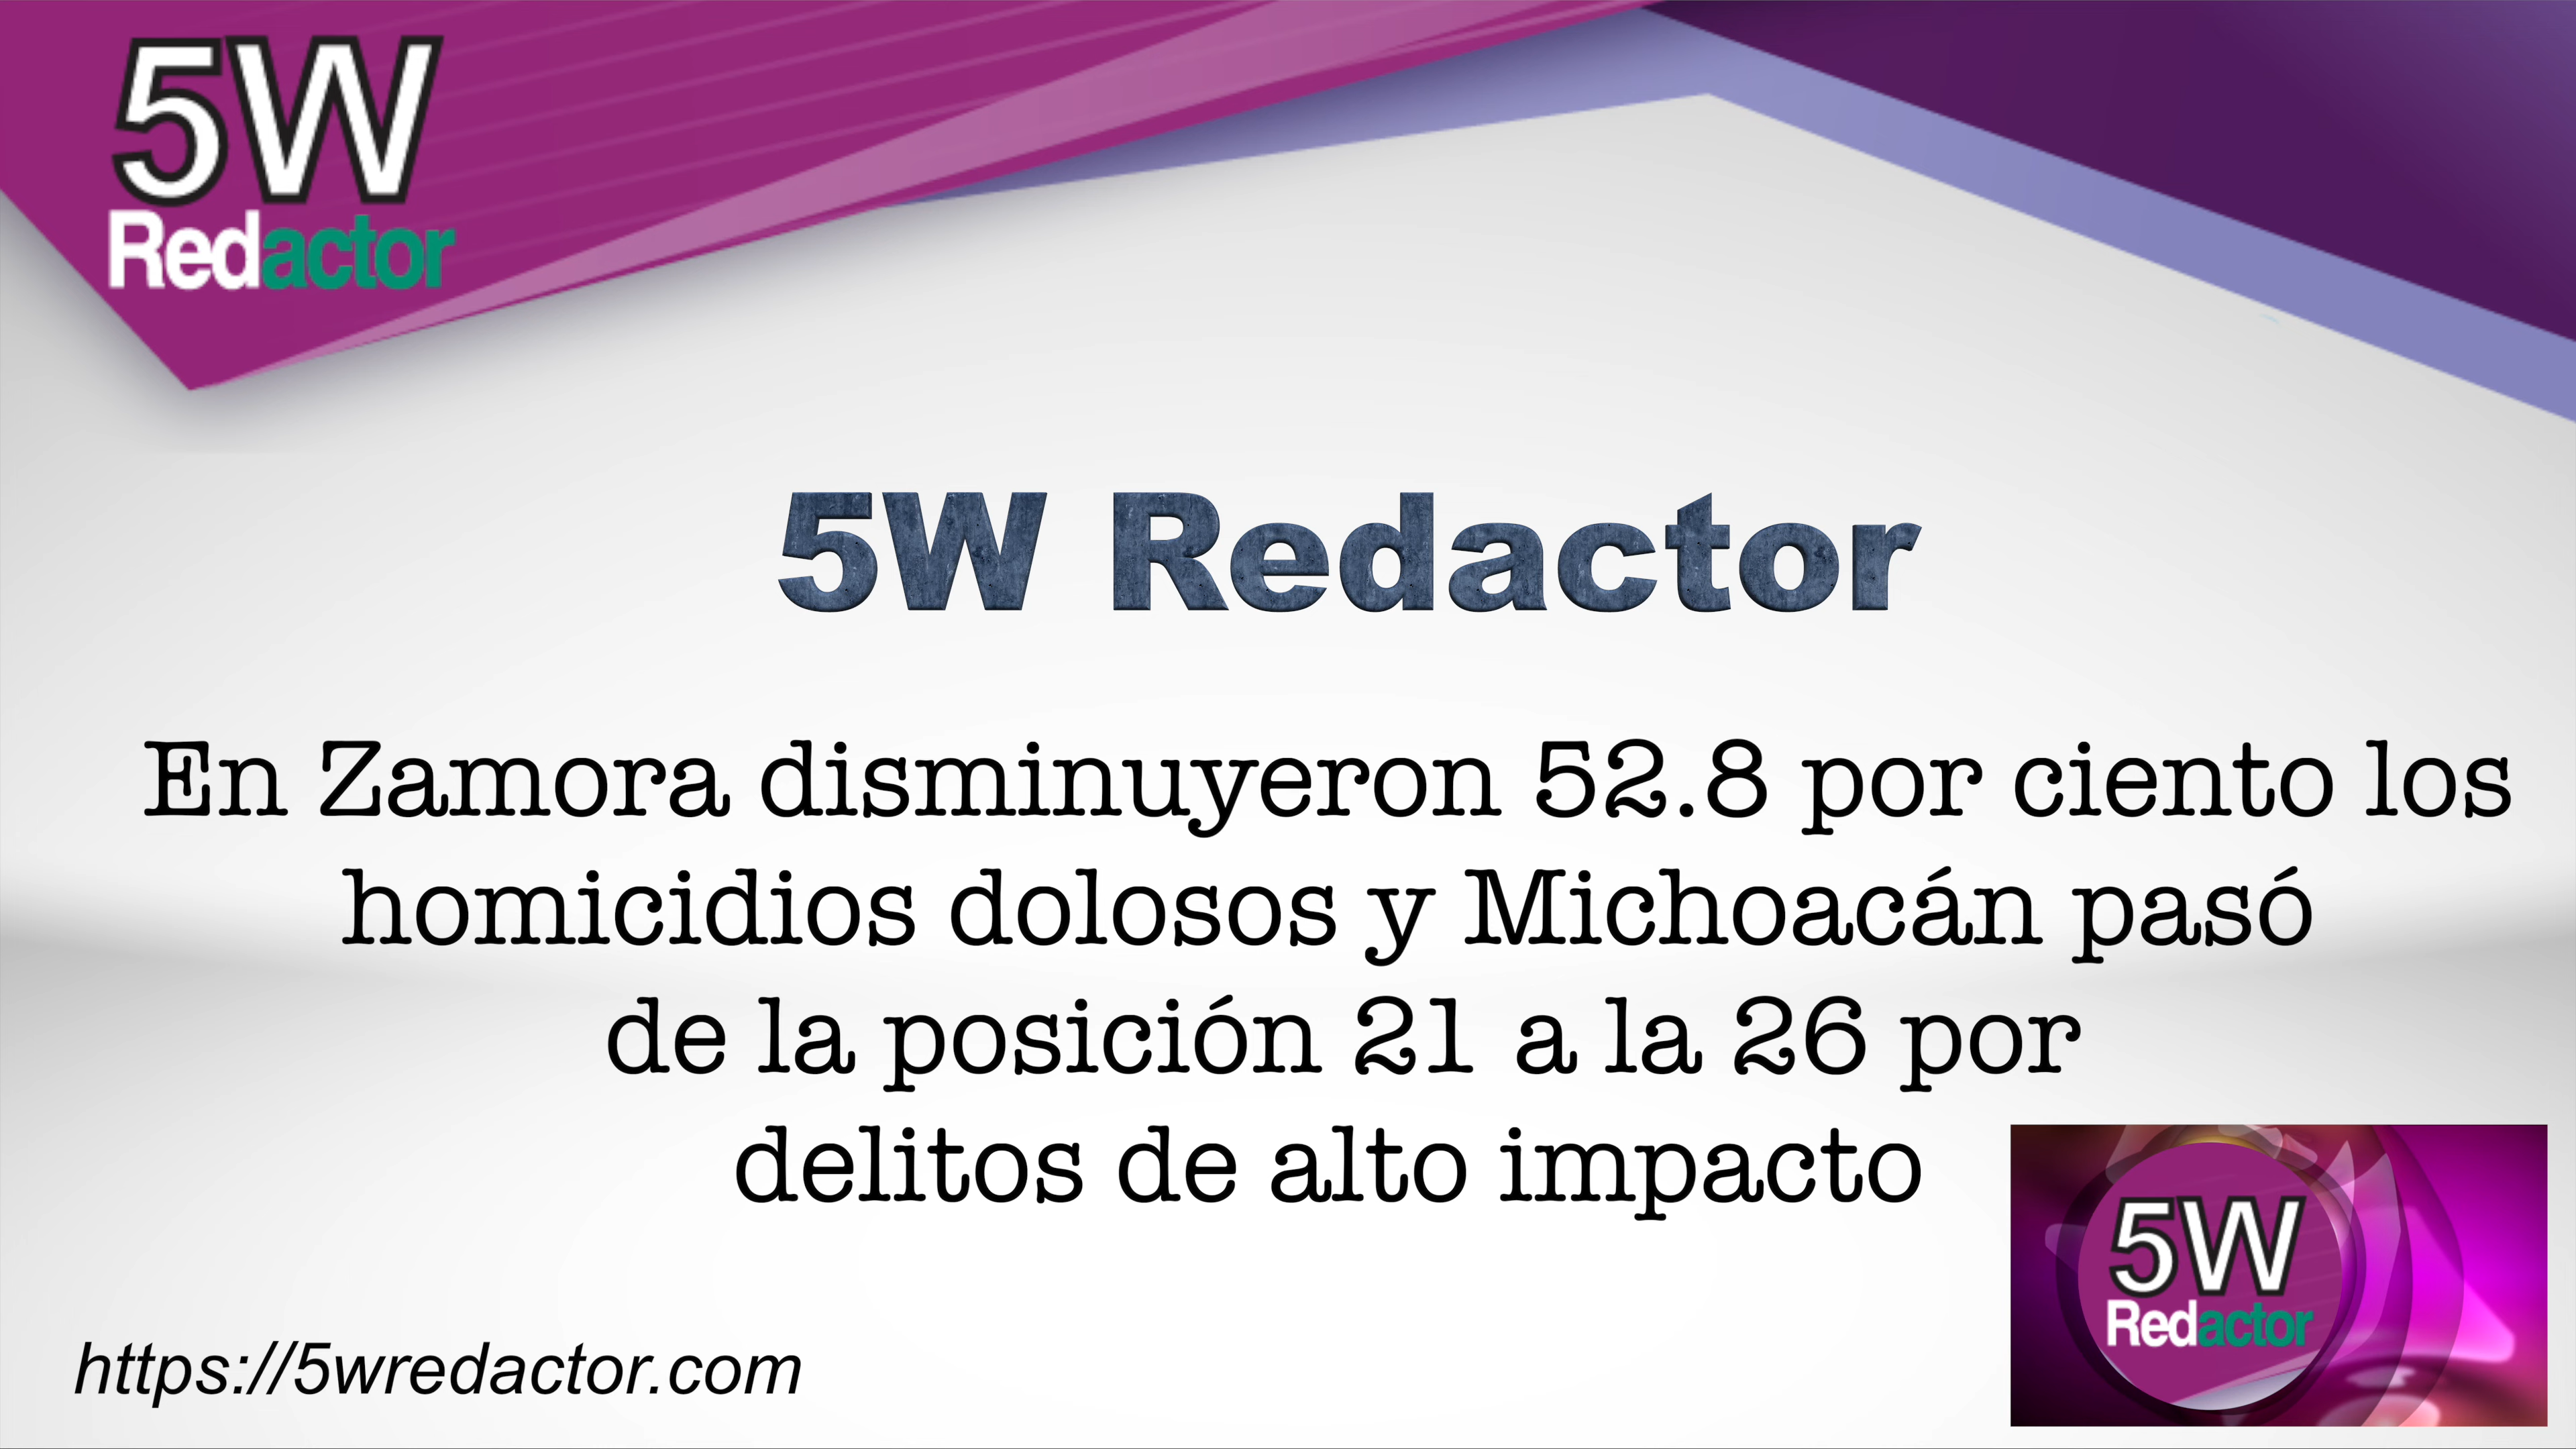 5W
Redactor
5W Redactor
En Zamora disminuyeron 52.8 por ciento los
homicidios dolosos y Michoacán pasó
de la posición 21 a la 26 por
delitos de alto impacto
5W
Redactor
https://5wredactor.com